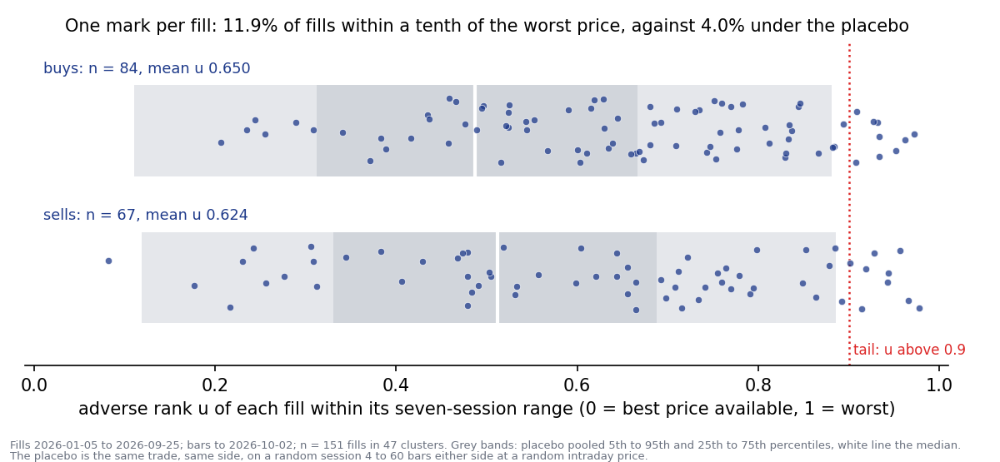 One mark per fill: 11.9% of fills within a tenth of the worst price, against 4.0% under the placebo
buys: n = 84, mean u 0.650
sells: n = 67, mean u 0.624
tail: u above 0.9
0.0 0.2 0.4 0.6 0.8 1.0
adverse rank u of each fill within its seven-session range (0 = best price available, 1 = worst)
Fills 2026-01-05 to 2026-09-25; bars to 2026-10-02; n = 151 fills in 47 clusters. Grey bands: placebo pooled 5th to 95th and 25th to 75th percentiles, white line the median.
The placebo is the same trade, same side, on a random session 4 to 60 bars either side at a random intraday price.